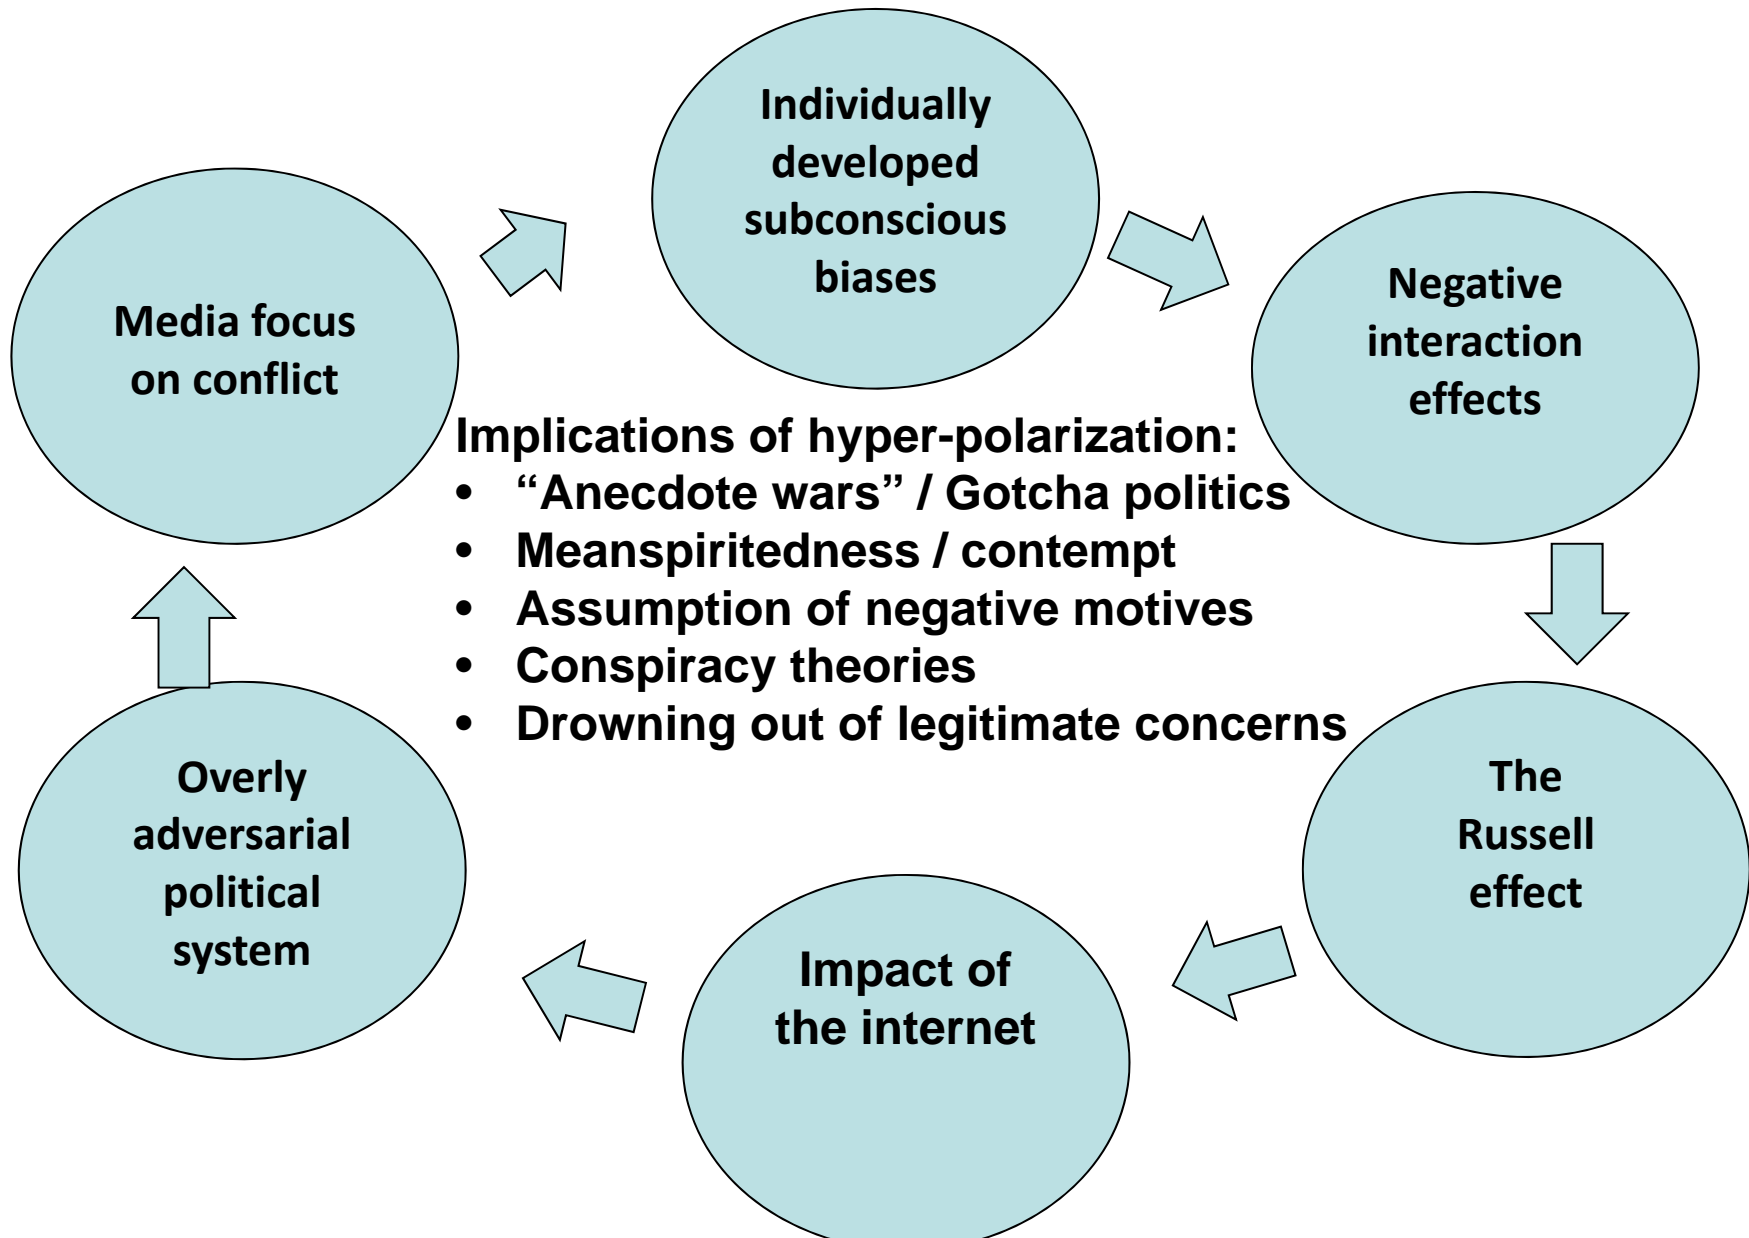 Individually
developed
subconscious
biases
Negative
interaction
effects
The
Russell
effect
Impact of
the internet
Overly
adversarial
political
system
Media focus
on conflict
Implications of hyper-polarization:
• “Anecdote wars” / Gotcha politics
• Meanspiritedness / contempt
• Assumption of negative motives
• Conspiracy theories
• Drowning out of legitimate concerns